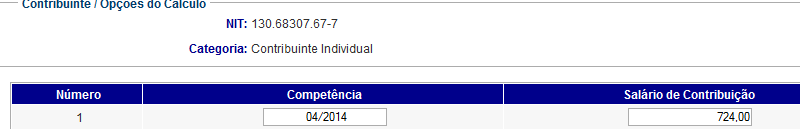 Contribuinte / Opções do Cálculo
NIT: 130.68307.67-7
Categoria: Contribuinte Individual
Número Competência Salário de Contribuição
1 04/2014 724,00